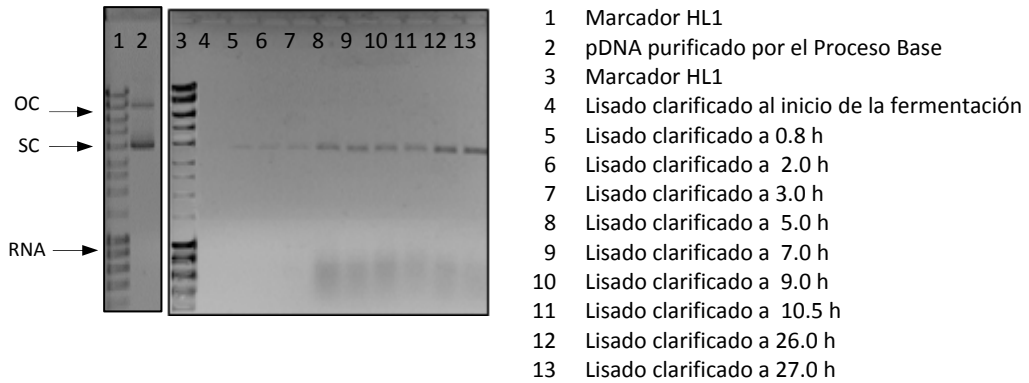 1 2
3 4 5 6 7 8 9 10 11 12 13
OC
SC
RNA
1 Marcador HL1
2 pDNA purificado por el Proceso Base
3 Marcador HL1
4 Lisado clarificado al inicio de la fermentación
5 Lisado clarificado a 0.8 h
6 Lisado clarificado a 2.0 h
7 Lisado clarificado a 3.0 h
8 Lisado clarificado a 5.0 h
9 Lisado clarificado a 7.0 h
10 Lisado clarificado a 9.0 h
11 Lisado clarificado a 10.5 h
12 Lisado clarificado a 26.0 h
13 Lisado clarificado a 27.0 h